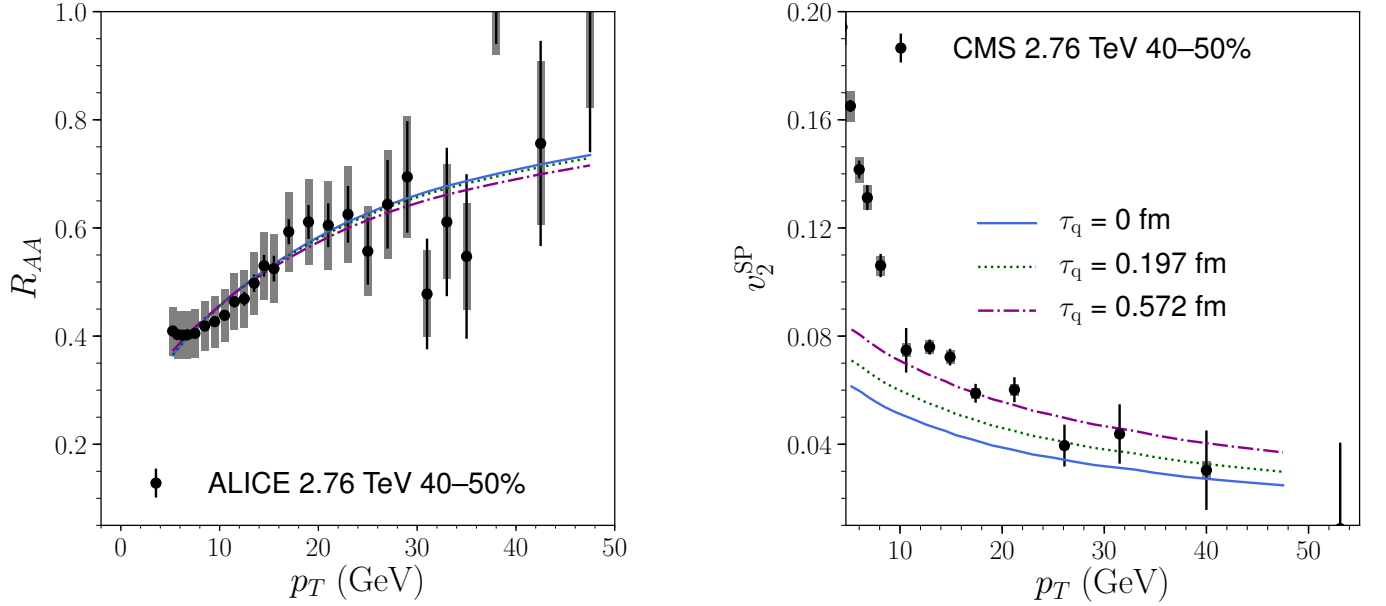 1.0
0.8
0.6
0.4
0.2
R_{AA}
ALICE 2.76 TeV 40–50%
0
10
20
30
40
50
p_T (GeV)
0.20
0.16
0.12
0.08
0.04
v_2^{SP}
CMS 2.76 TeV 40–50%
τ_q = 0 fm
τ_q = 0.197 fm
τ_q = 0.572 fm
10
20
30
40
50
p_T (GeV)